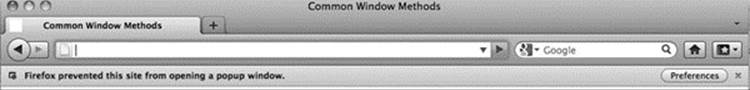 Common Window Methods
Common Window Methods
Google
Firefox prevented this site from opening a popup window.
Preferences